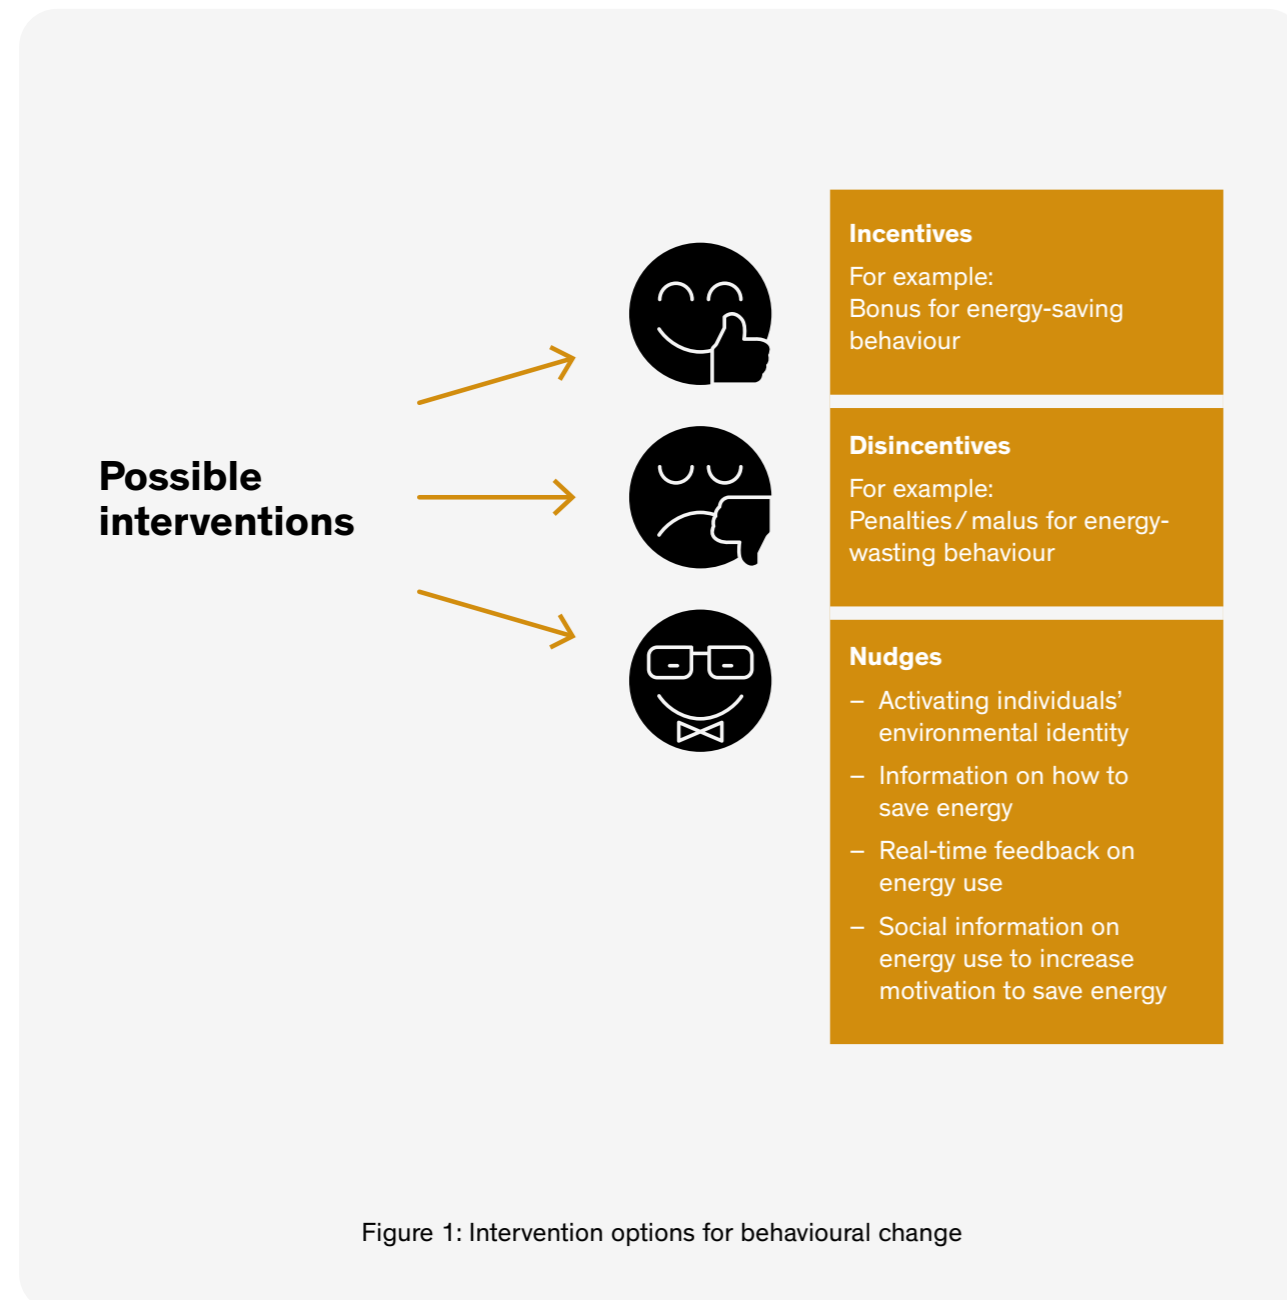 Possible
interventions
Incentives
For example:
Bonus for energy-saving
behaviour
Disincentives
For example:
Penalties / malus for energy-
wasting behaviour
Nudges
– Activating individuals’
environmental identity
– Information on how to
save energy
– Real-time feedback on
energy use
– Social information on
energy use to increase
motivation to save energy
Figure 1: Intervention options for behavioural change